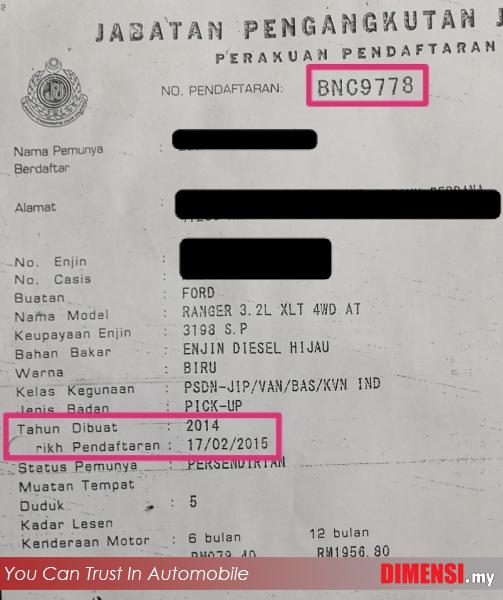 JABATAN PENGANGKUTAN
PERAKUAN PENDAFTARAN
NO. PENDAFTARAN: BNC9778
Nama Pemunya :
Berdaftar
Alamat :
No. Enjin :
No. Casis :
Buatan : FORD
Nama Model : RANGER 3.2L XLT 4WD AT
Keupayaan Enjin : 3198 S.P
Bahan Bakar : ENJIN DIESEL HIJAU
Warna : BIRU
Kelas Kegunaan : PSDN-JIP/VAN/BAS/KVN IND
Jenis Badan : PICK-UP
Tahun Dibuat : 2014
rikh Pendaftaran : 17/02/2015
Status Pemunya : PERSENDIRIAN
Muatan Tempat
Duduk : 5
Kadar Lesen
Kenderaan Motor : 6 bulan 12 bulan
RM1956.80
You Can Trust In Automobile
DIMENSI.my